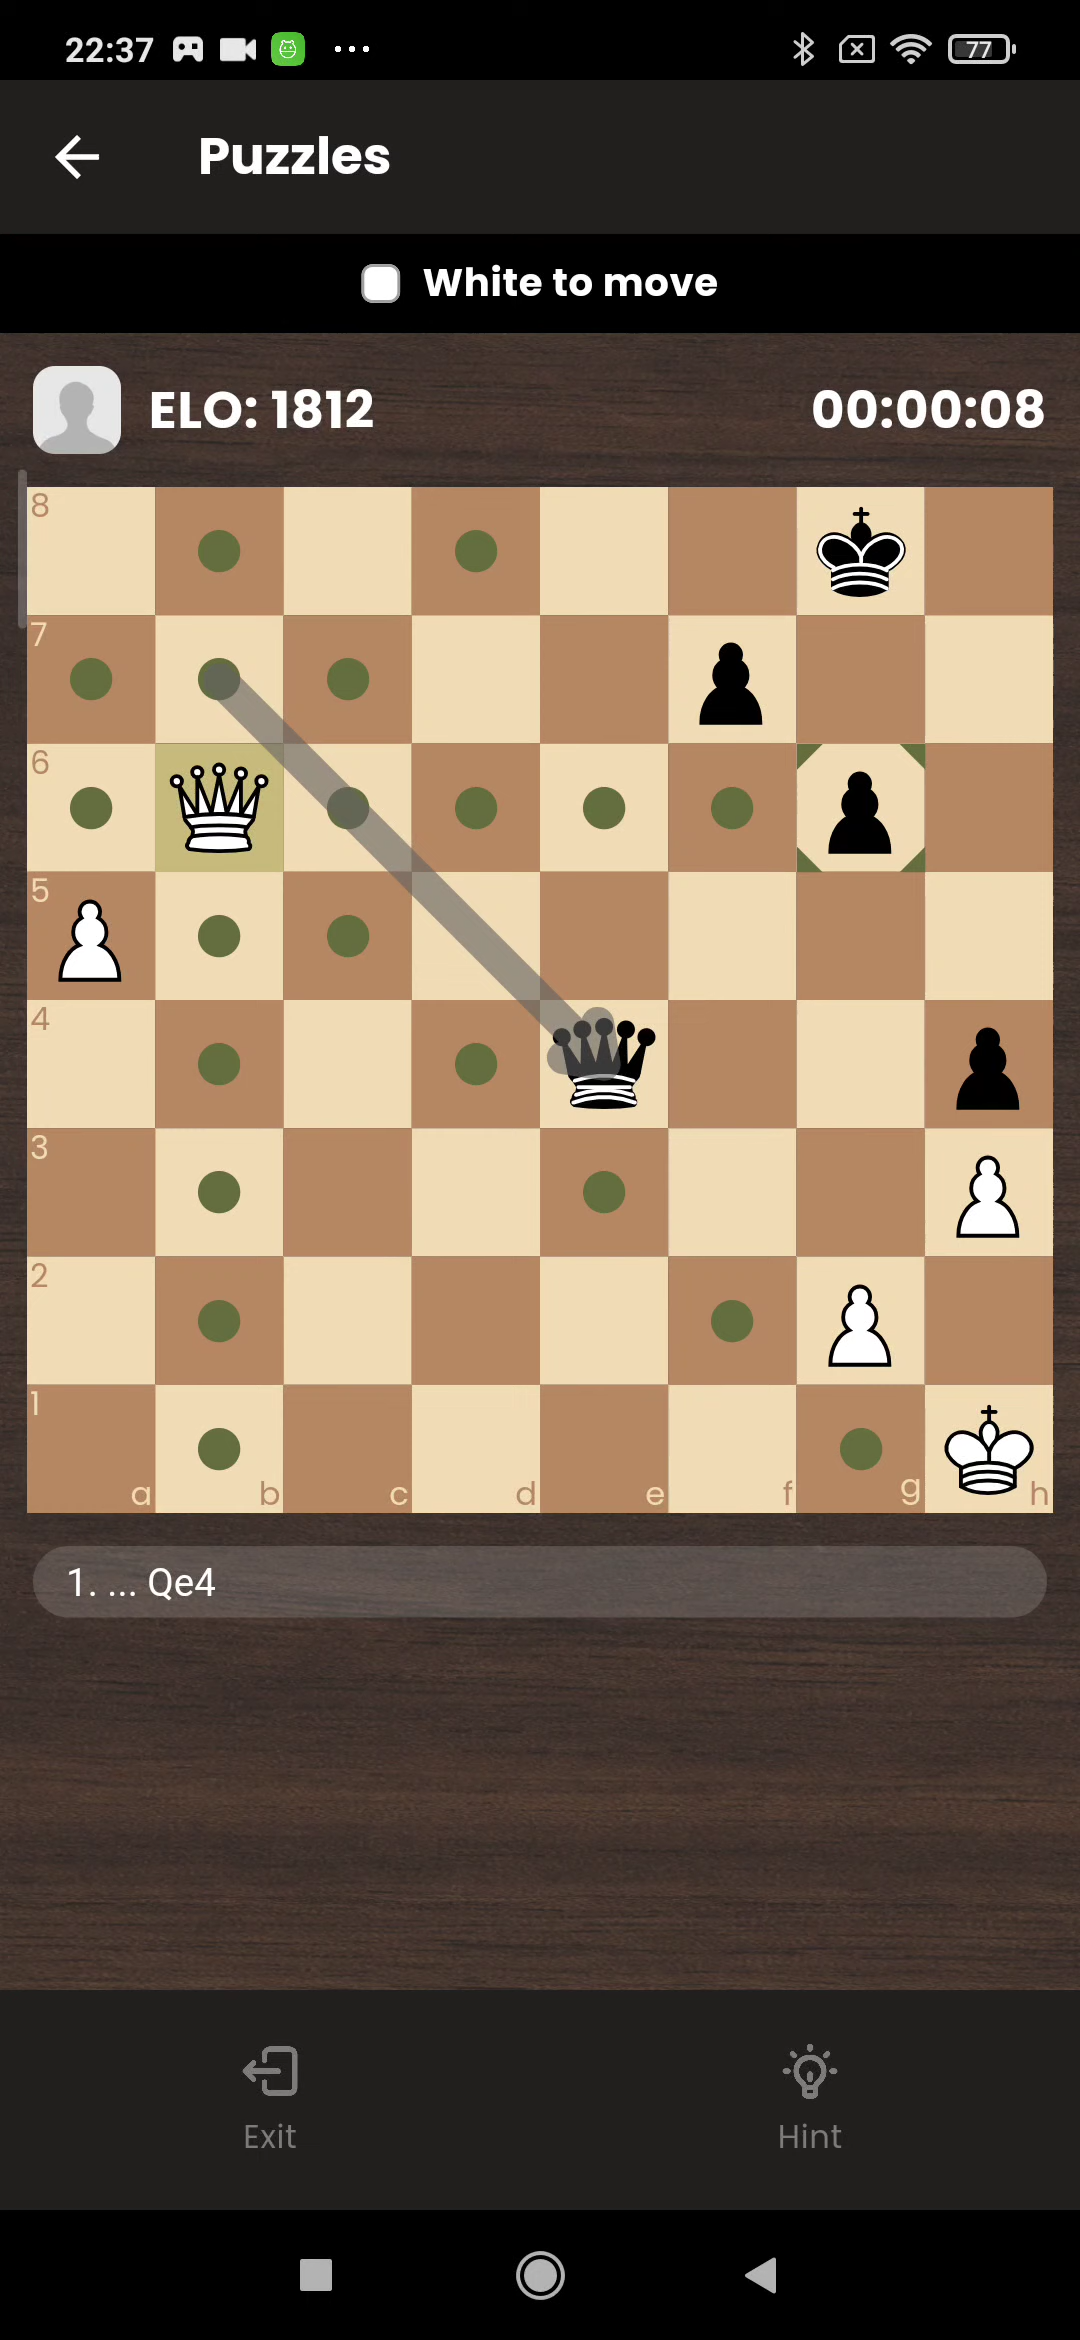 22:37
77
Puzzles
White to move
ELO: 1812
00:00:08
8
7
6
5
4
3
2
1
a b c d e f g h
1. ... Qe4
Exit
Hint